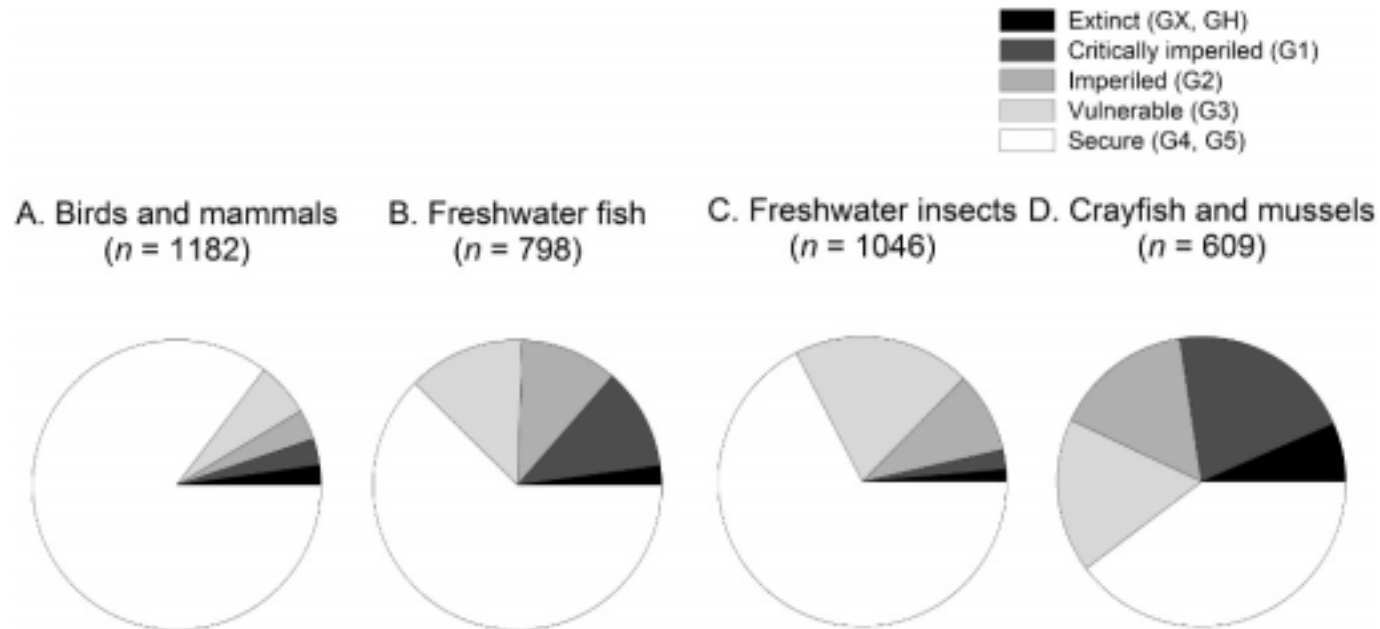 Extinct (GX, GH)
Critically imperiled (G1)
Imperiled (G2)
Vulnerable (G3)
Secure (G4, G5)
A. Birds and mammals
(n = 1182)
B. Freshwater fish
(n = 798)
C. Freshwater insects
(n = 1046)
D. Crayfish and mussels
(n = 609)